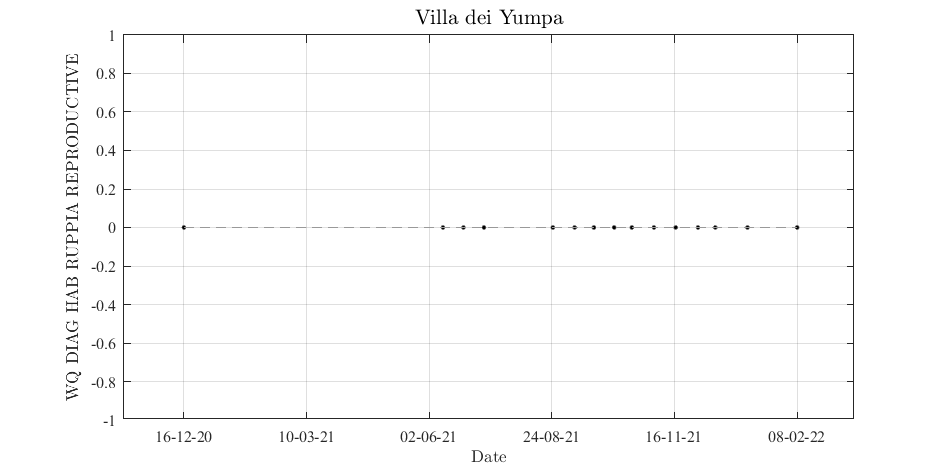 Villa dei Yumpa
WQ DIAG HAB RUPPIA REPRODUCTIVE
1
0.8
0.6
0.4
0.2
0
-0.2
-0.4
-0.6
-0.8
-1
16-12-20 10-03-21 02-06-21 24-08-21 16-11-21 08-02-22
Date